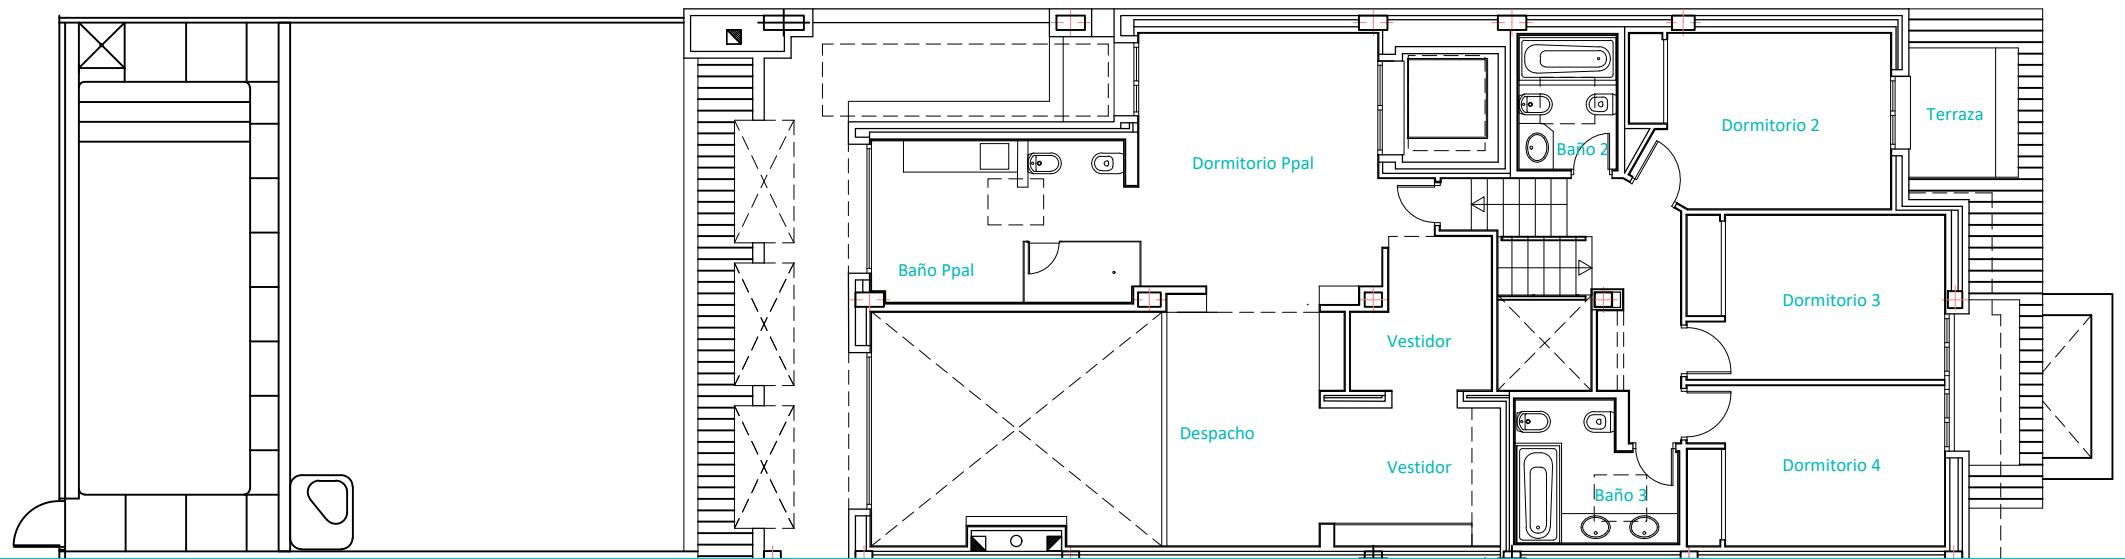 Terraza
Dormitorio 2
Baño 2
Dormitorio Ppal
Baño Ppal
Dormitorio 3
Vestidor
Despacho
Vestidor
Dormitorio 4
Baño 3